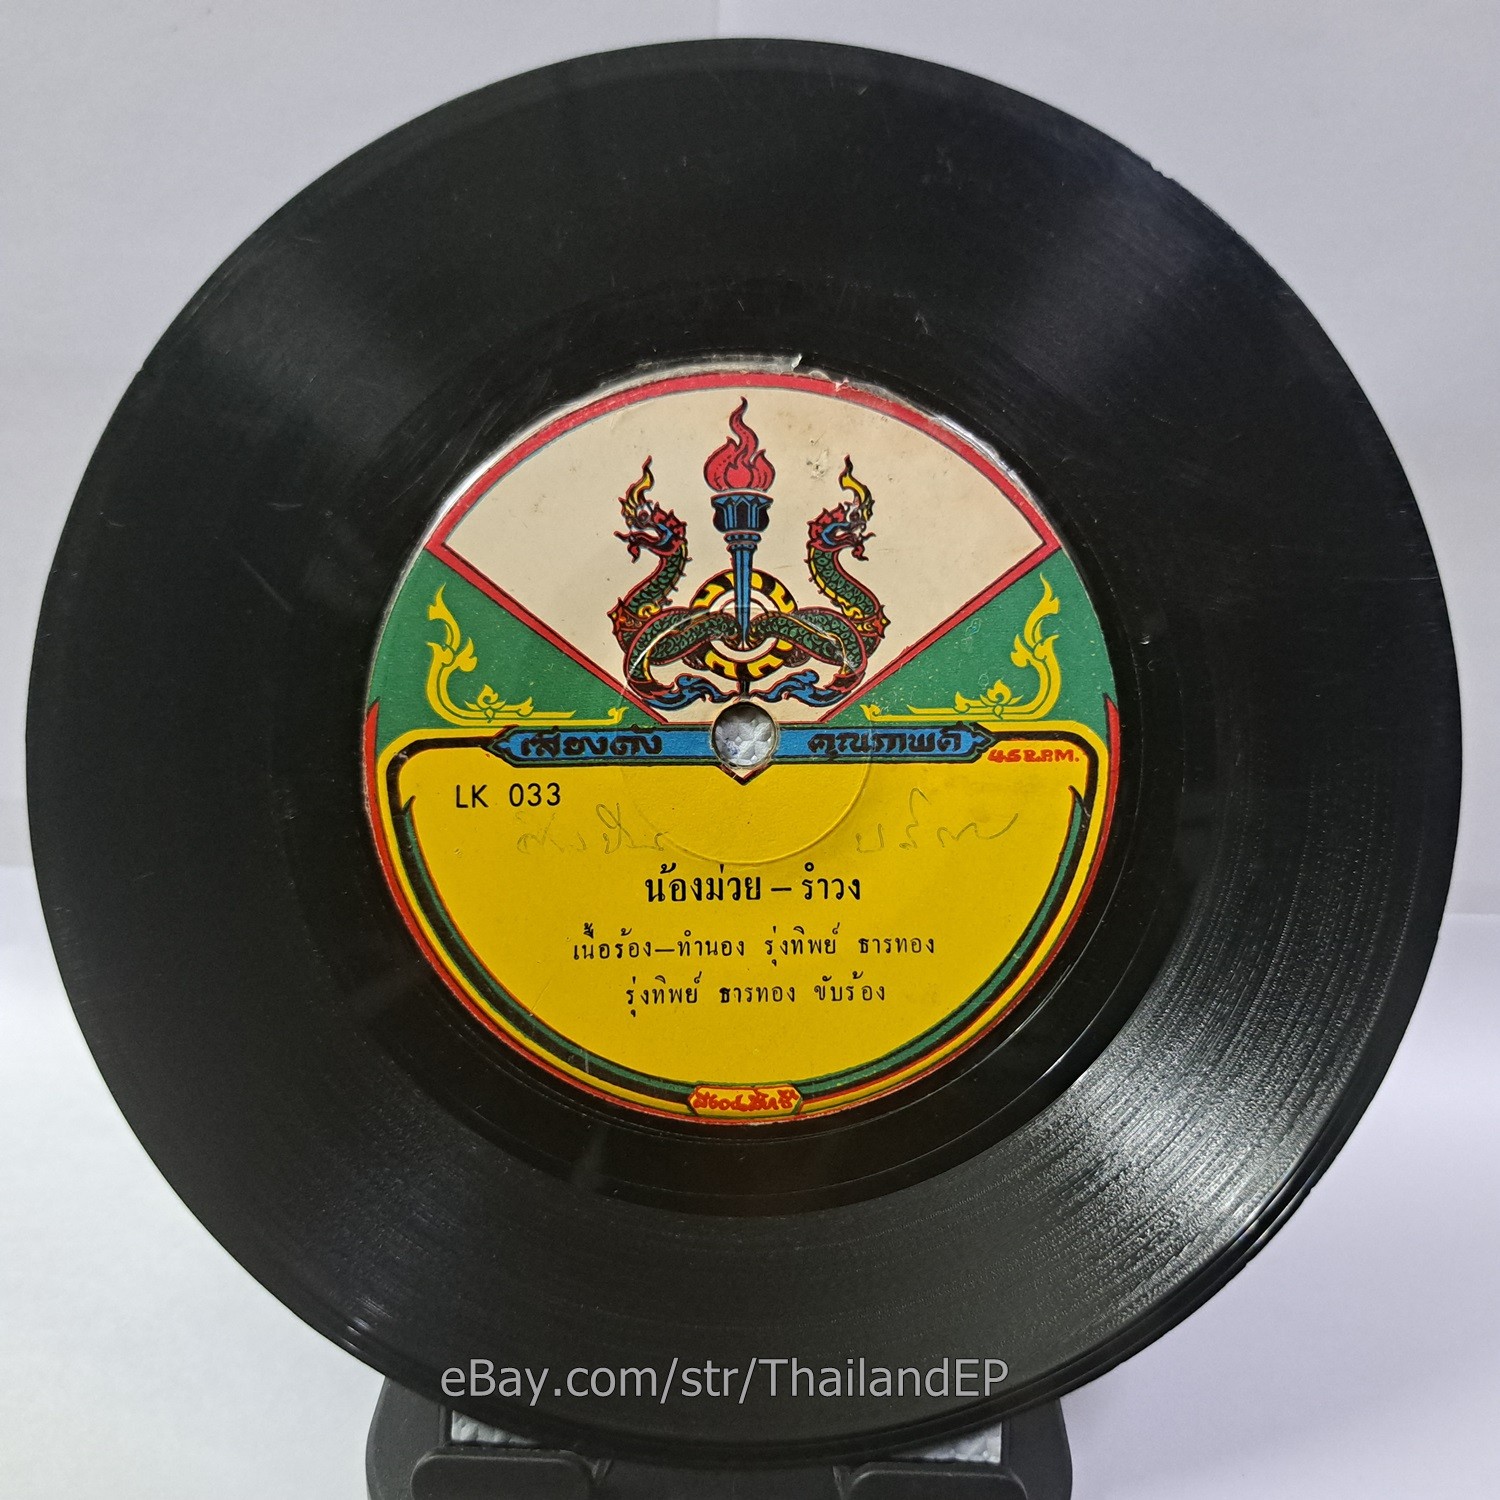 เสียงดัง คุณภาพดี
45 R.P.M.
LK 033
น้องม่วย – รำวง
เนื้อร้อง–ทำนอง รุ่งทิพย์ ธารทอง
รุ่งทิพย์ ธารทอง ขับร้อง
eBay.com/str/ThailandEP